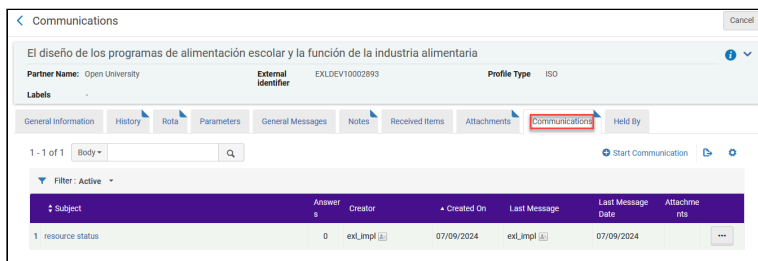 Communications
Cancel
El diseño de los programas de alimentación escolar y la función de la industria alimentaria
Partner Name: Open University External identifier EXLDEV10002893 Profile Type ISO
Labels -
General Information History Rota Parameters General Messages Notes Received Items Attachments Communications Held By
1 - 1 of 1 Body Start Communication
Filter : Active
Subject Answers Creator Created On Last Message Last Message Date Attachments
1 resource status 0 exl_impl 07/09/2024 exl_impl 07/09/2024